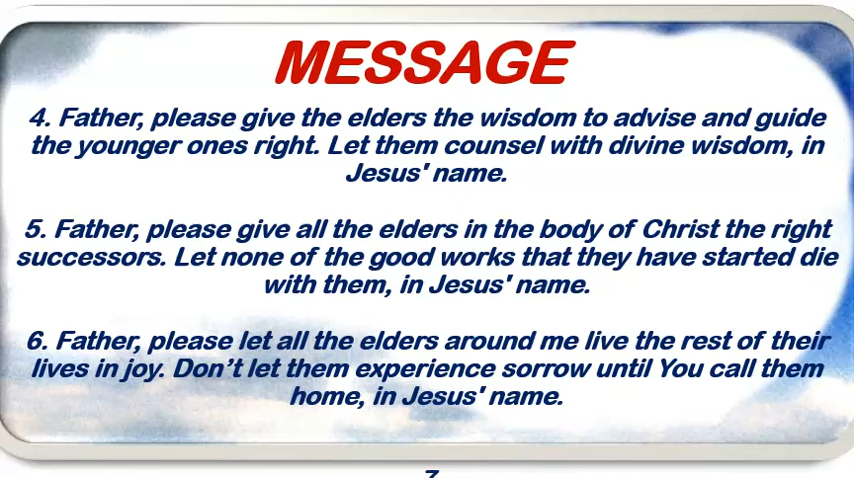 MESSAGE
4. Father, please give the elders the wisdom to advise and guide
the younger ones right. Let them counsel with divine wisdom, in
Jesus' name.
5. Father, please give all the elders in the body of Christ the right
successors. Let none of the good works that they have started die
with them, in Jesus' name.
6. Father, please let all the elders around me live the rest of their
lives in joy. Don’t let them experience sorrow until You call them
home, in Jesus' name.